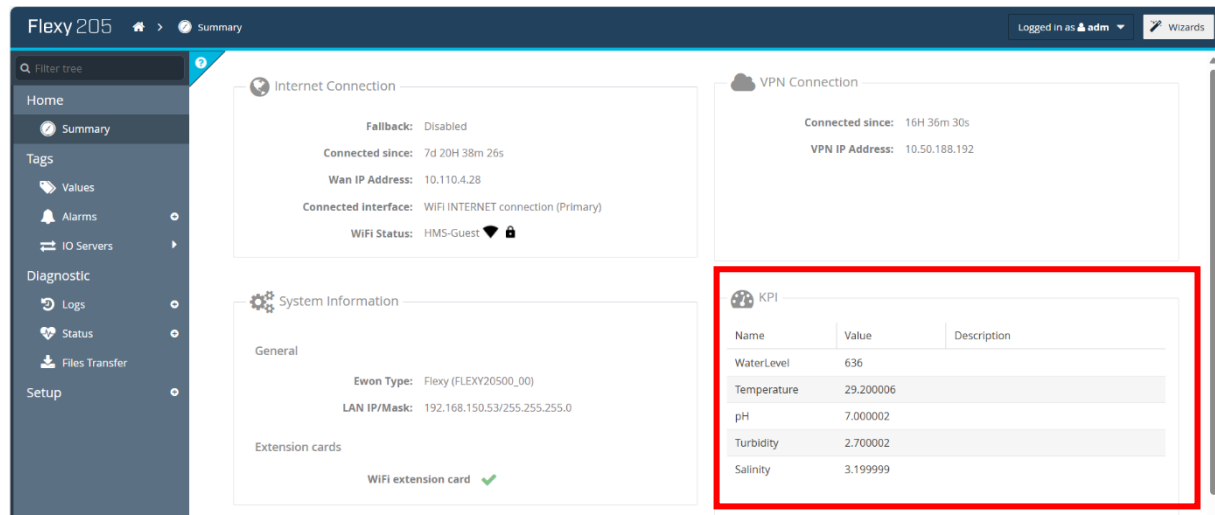 Flexy 205 > Summary
Logged in as adm
Wizards
Filter tree
Home
Summary
Tags
Values
Alarms
IO Servers
Diagnostic
Logs
Status
Files Transfer
Setup
?
Internet Connection
Fallback: Disabled
Connected since: 7d 20H 38m 26s
Wan IP Address: 10.110.4.28
Connected interface: WiFi INTERNET connection (Primary)
WiFi Status: HMS-Guest
VPN Connection
Connected since: 16H 36m 30s
VPN IP Address: 10.50.188.192
System Information
General
Ewon Type: Flexy (FLEXY20500_00)
LAN IP/Mask: 192.168.150.53/255.255.255.0
Extension cards
WiFi extension card
KPI
Name Value Description
WaterLevel 636
Temperature 29.200006
pH 7.000002
Turbidity 2.700002
Salinity 3.199999